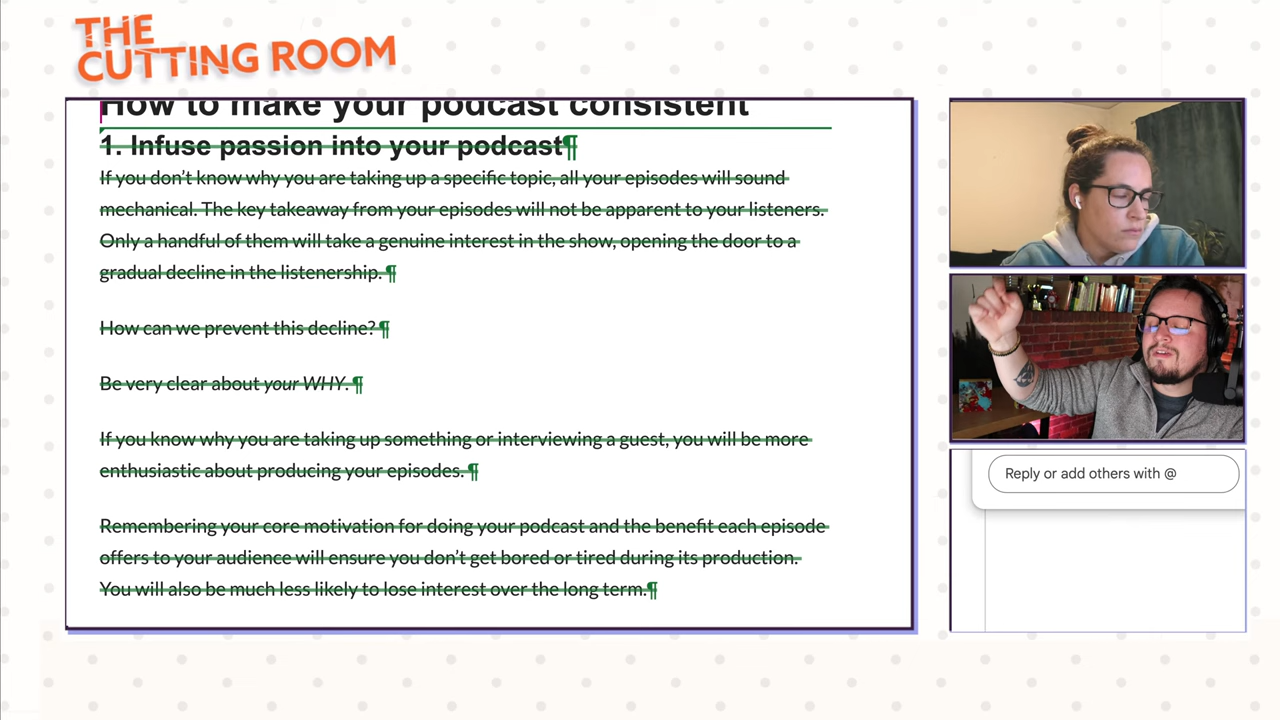 THE
CUTTING ROOM
How to make your podcast consistent
1. Infuse passion into your podcast¶
If you don’t know why you are taking up a specific topic, all your episodes will sound
mechanical. The key takeaway from your episodes will not be apparent to your listeners.
Only a handful of them will take a genuine interest in the show, opening the door to a
gradual decline in the listenership. ¶
How can we prevent this decline? ¶
Be very clear about your WHY. ¶
If you know why you are taking up something or interviewing a guest, you will be more
enthusiastic about producing your episodes. ¶
Remembering your core motivation for doing your podcast and the benefit each episode
offers to your audience will ensure you don’t get bored or tired during its production.
You will also be much less likely to lose interest over the long term.¶
Reply or add others with @